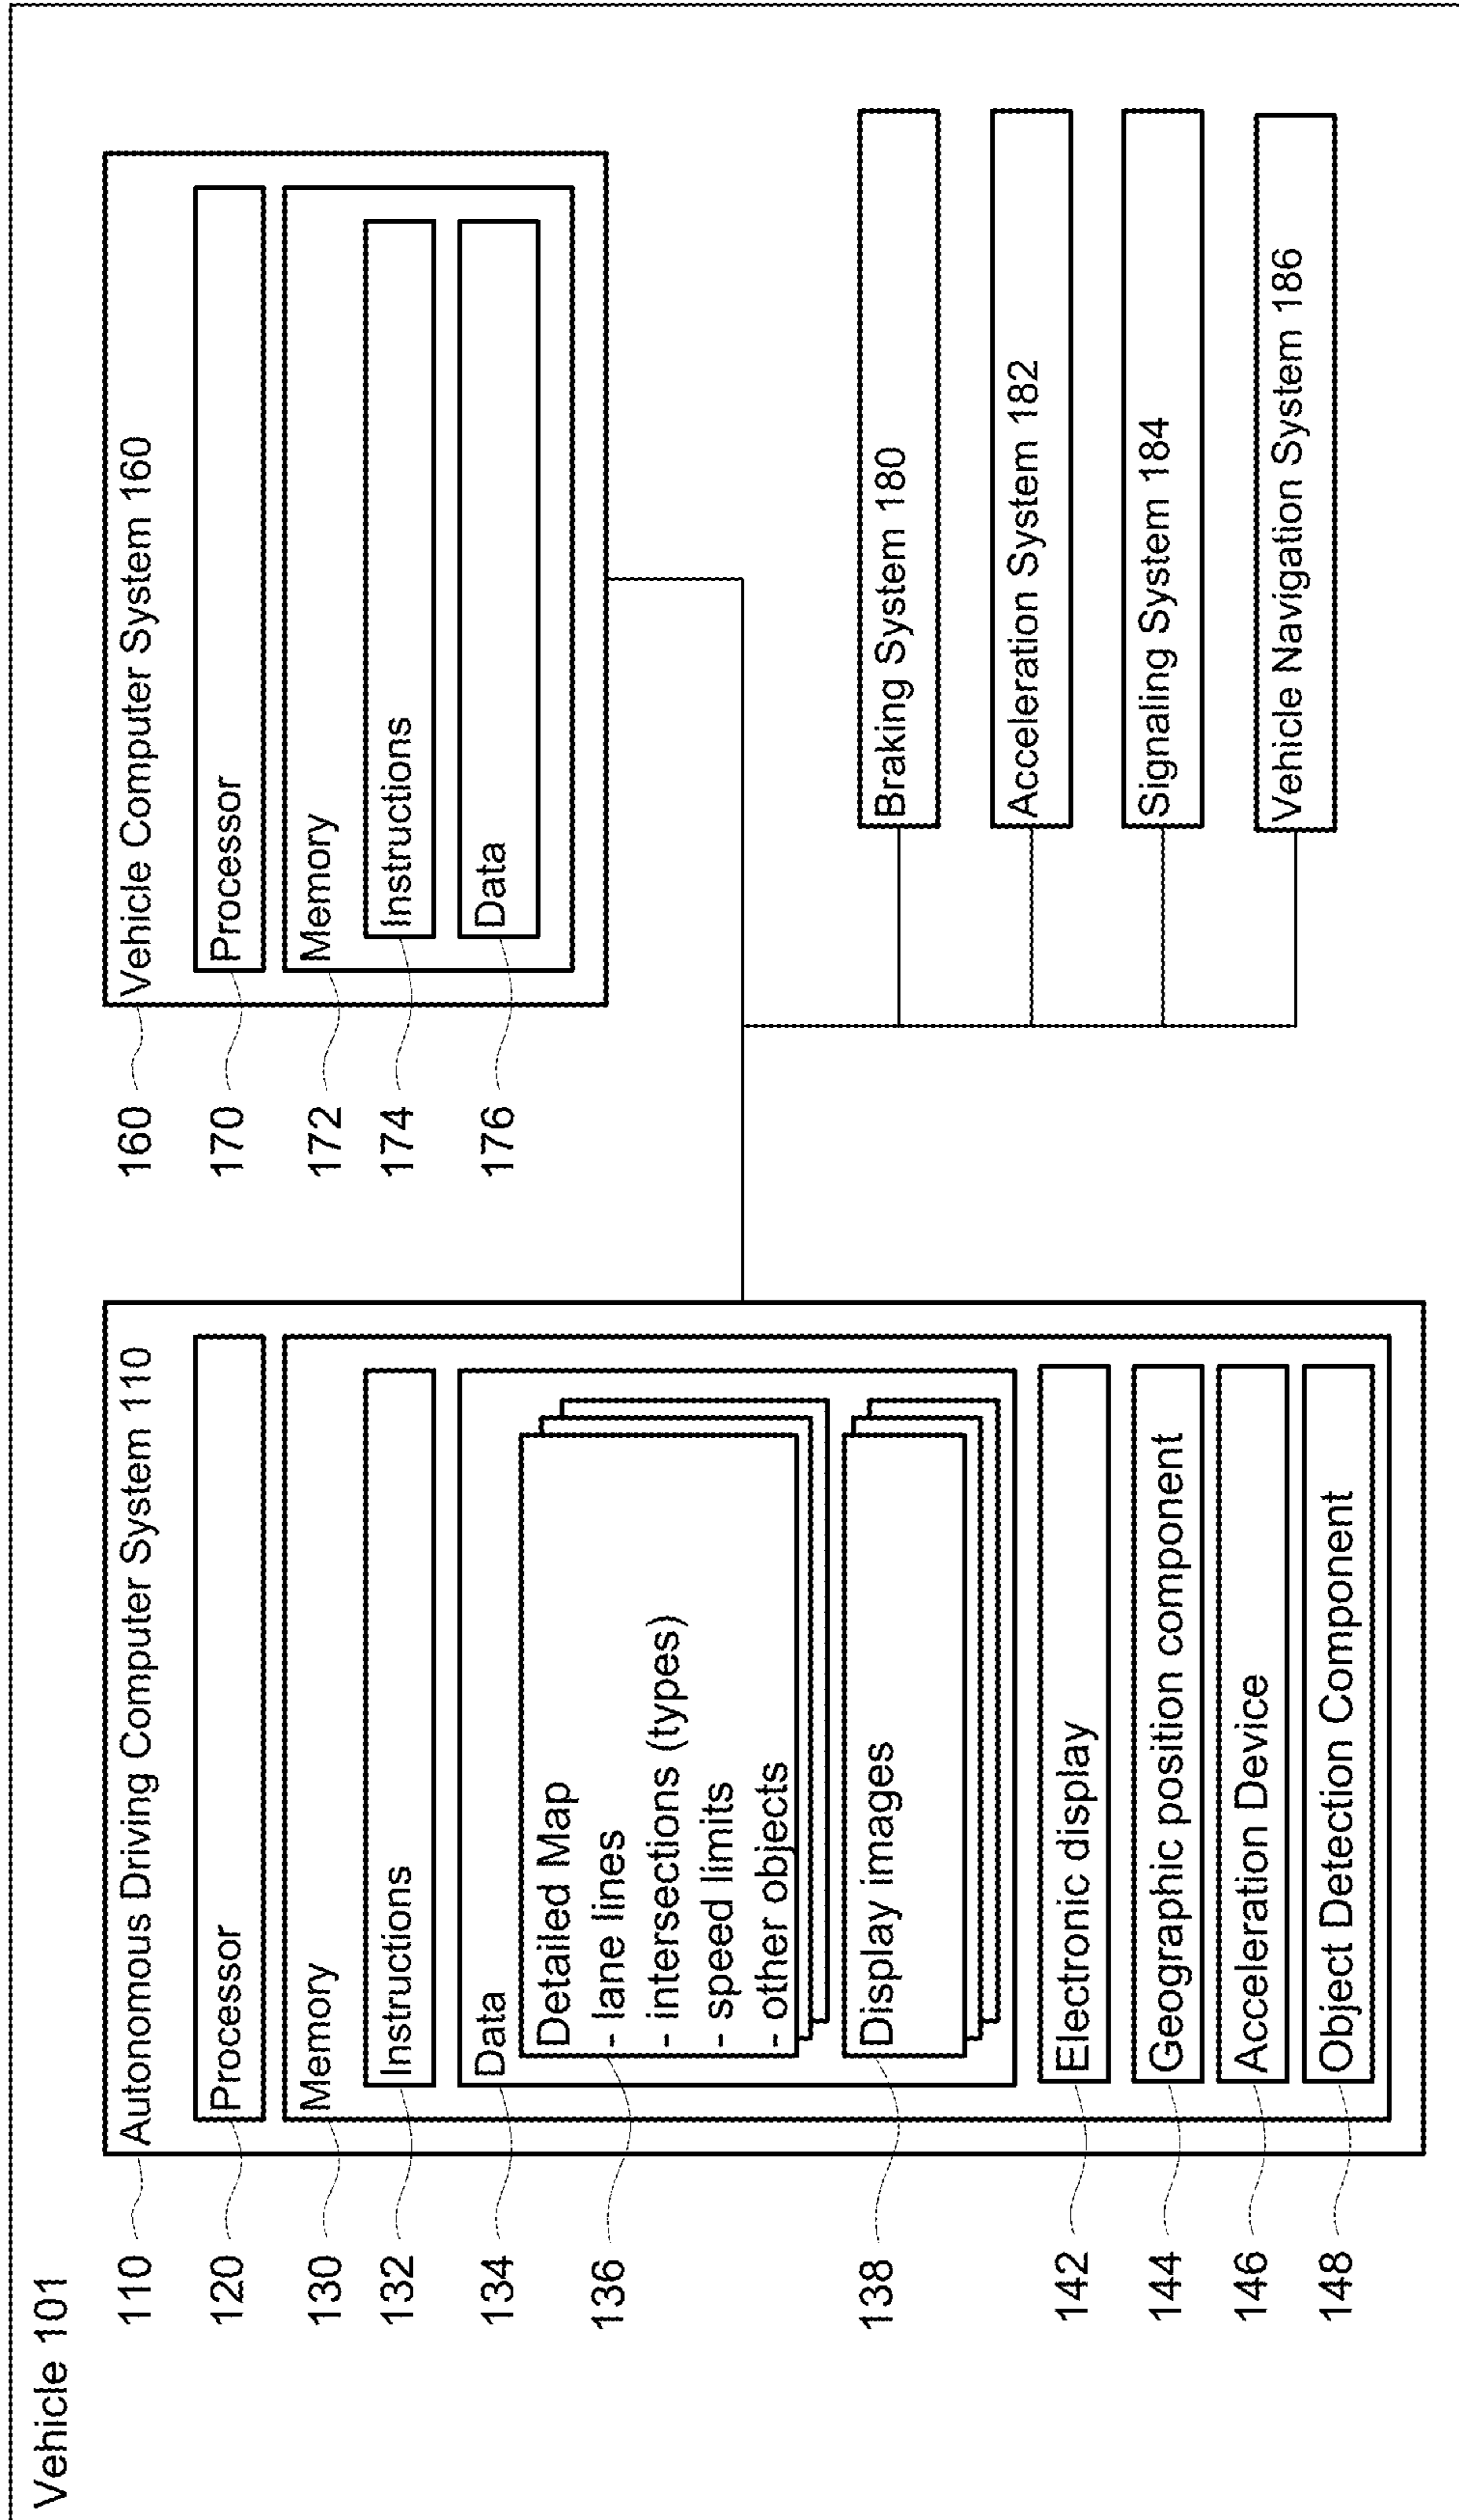 Vehicle 101
110
Autonomous Driving Computer System 110
120
Processor
130
Memory
132
Instructions
134
Data
136
Detailed Map
- lane lines
- intersections (types)
- speed limits
- other objects
138
Display images
142
Electronic display
144
Geographic position component
146
Acceleration Device
148
Object Detection Component
160
Vehicle Computer System 160
170
Processor
172
Memory
174
Instructions
176
Data
Braking System 180
Acceleration System 182
Signaling System 184
Vehicle Navigation System 186